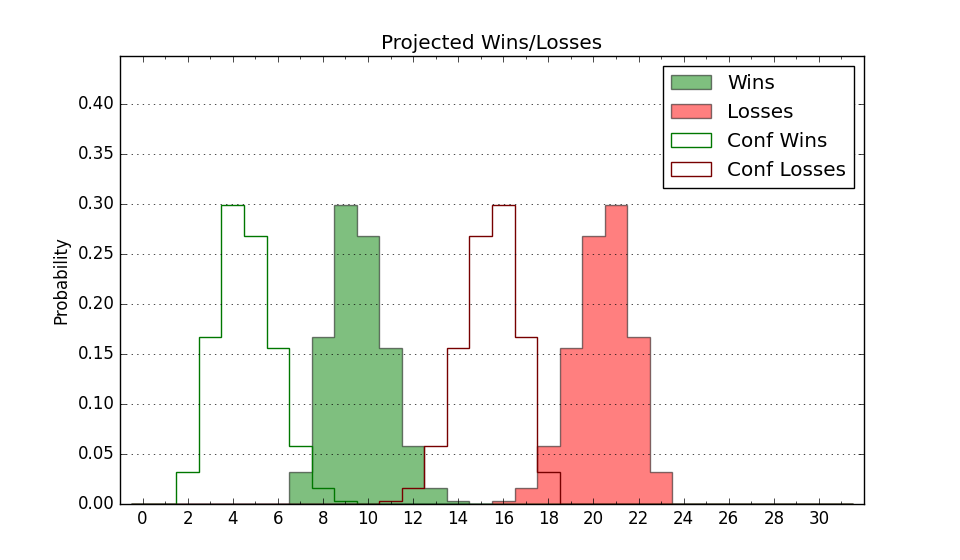 Projected Wins/Losses
Wins
Losses
Conf Wins
Conf Losses
Probability
0.40
0.35
0.30
0.25
0.20
0.15
0.10
0.05
0.00
0 2 4 6 8 10 12 14 16 18 20 22 24 26 28 30